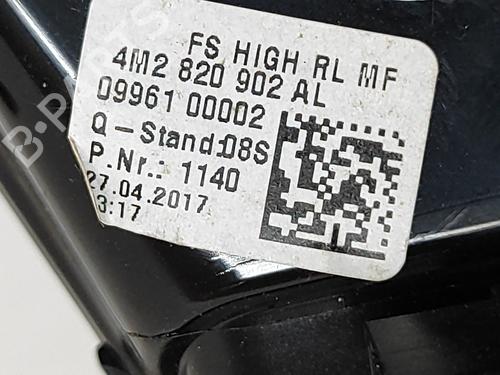 FS HIGH RL MF
4M2 820 902 AL
09961 00002
Q-Stand:08S
P.Nr.: 1140
27.04.2017
3:17
B-PARTS